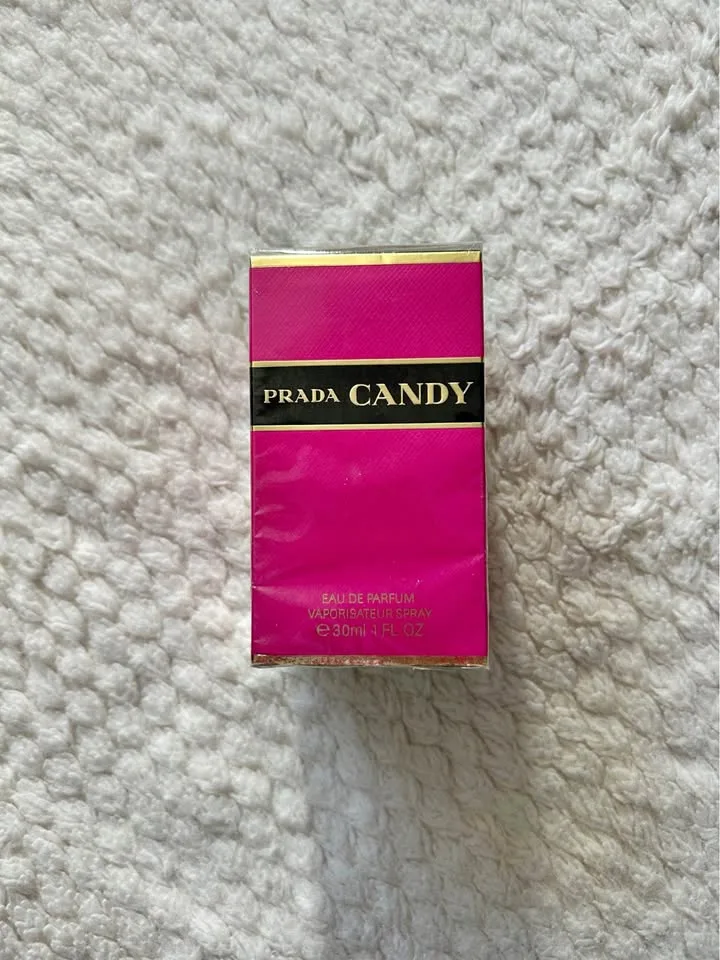 PRADA CANDY
EAU DE PARFUM
VAPORISATEUR SPRAY
℮30ml 1 FL OZ